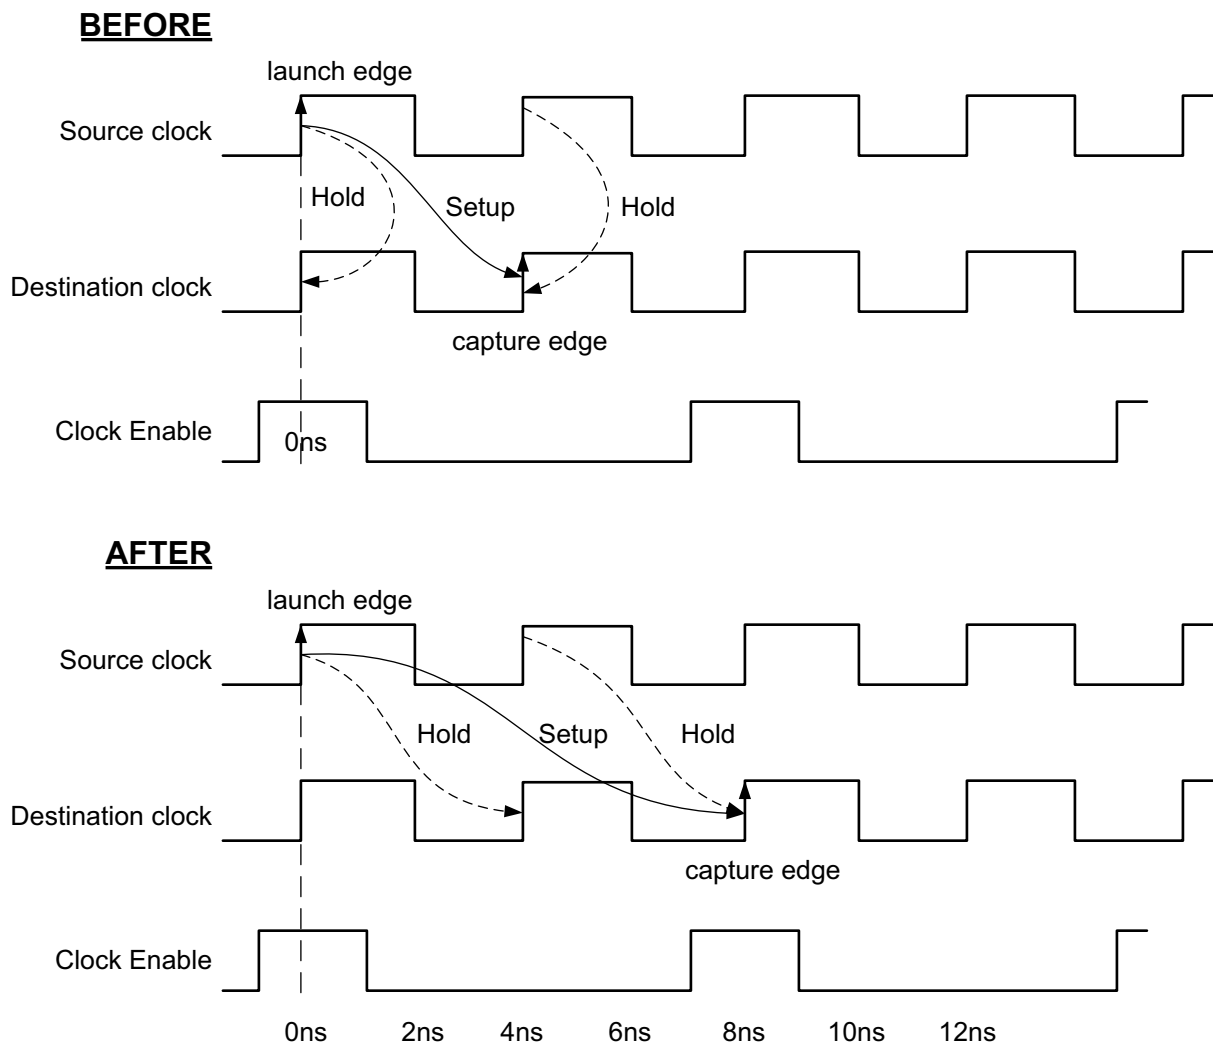 BEFORE
launch edge
Source clock
Hold
Setup
Hold
Destination clock
capture edge
Clock Enable
0ns
AFTER
launch edge
Source clock
Hold
Setup
Hold
Destination clock
capture edge
Clock Enable
0ns 2ns 4ns 6ns 8ns 10ns 12ns